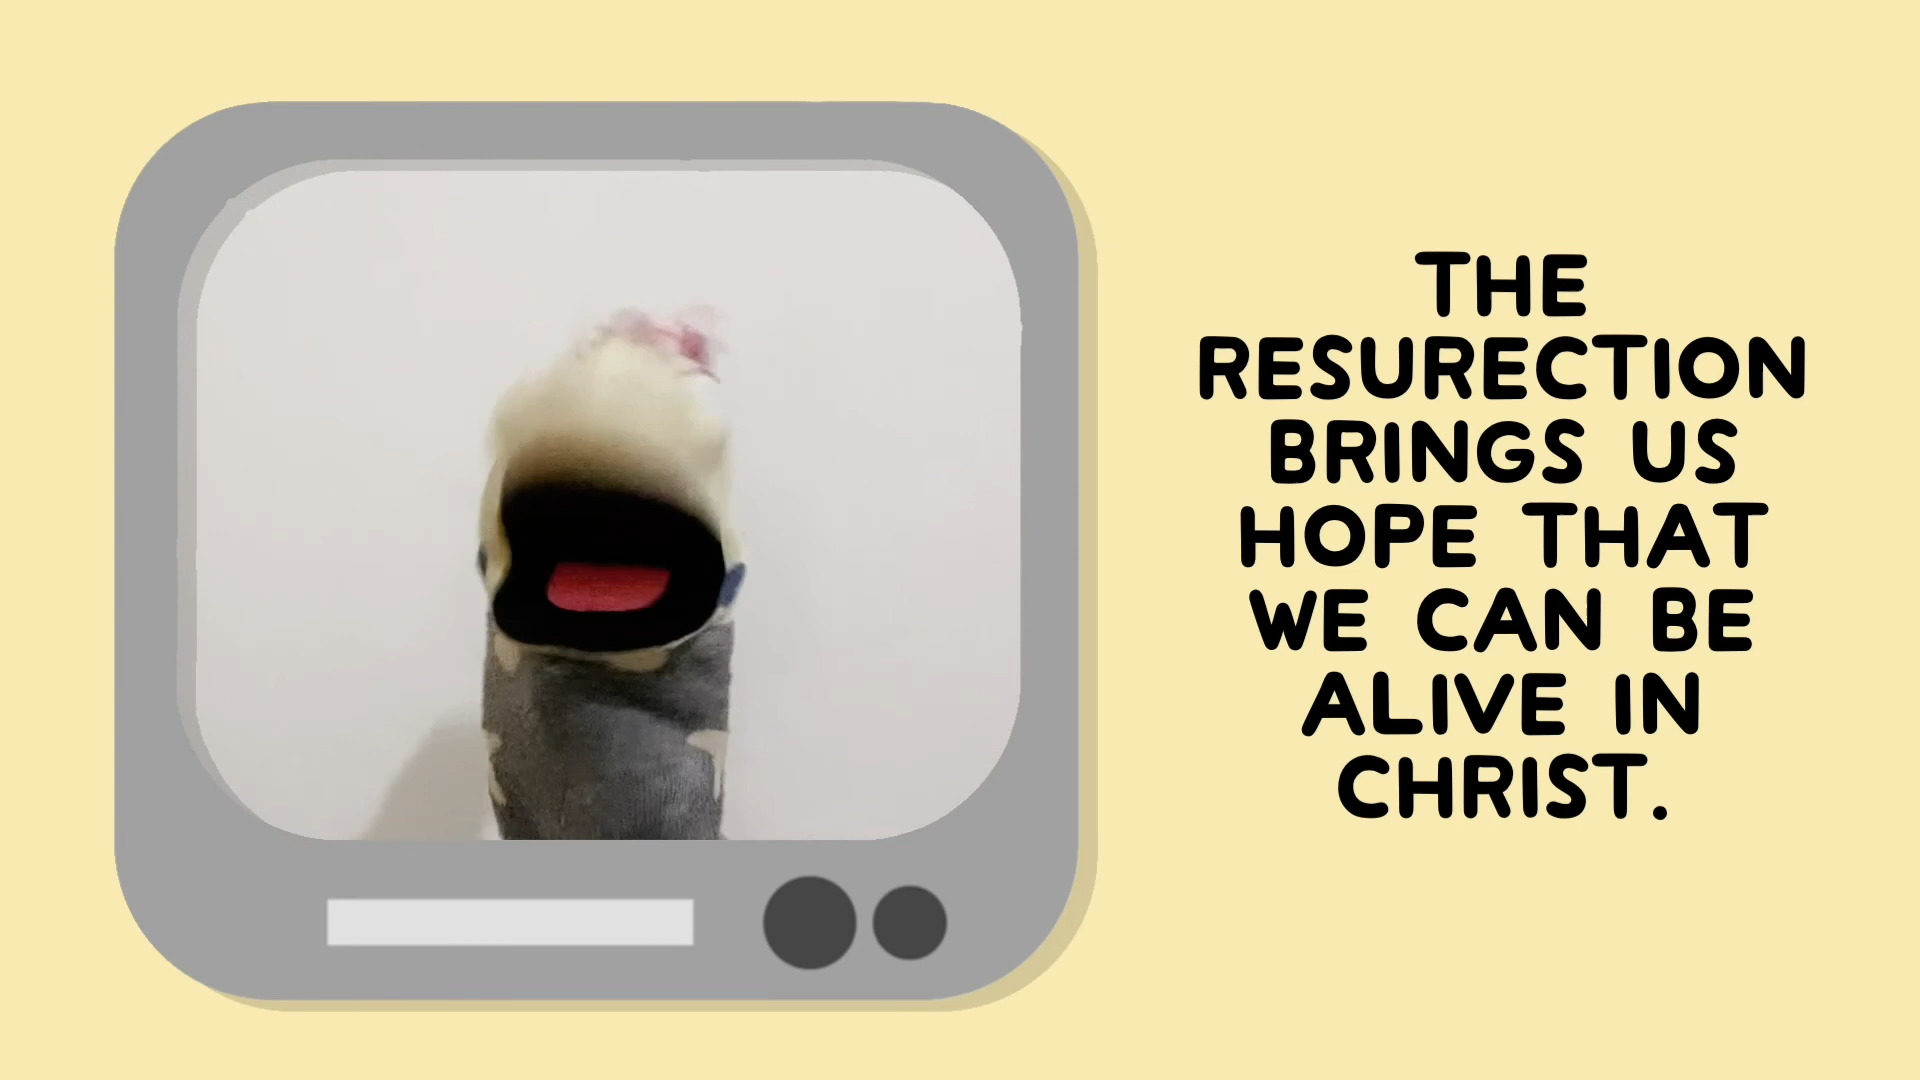 THE
RESURECTION
BRINGS US
HOPE THAT
WE CAN BE
ALIVE IN
CHRIST.